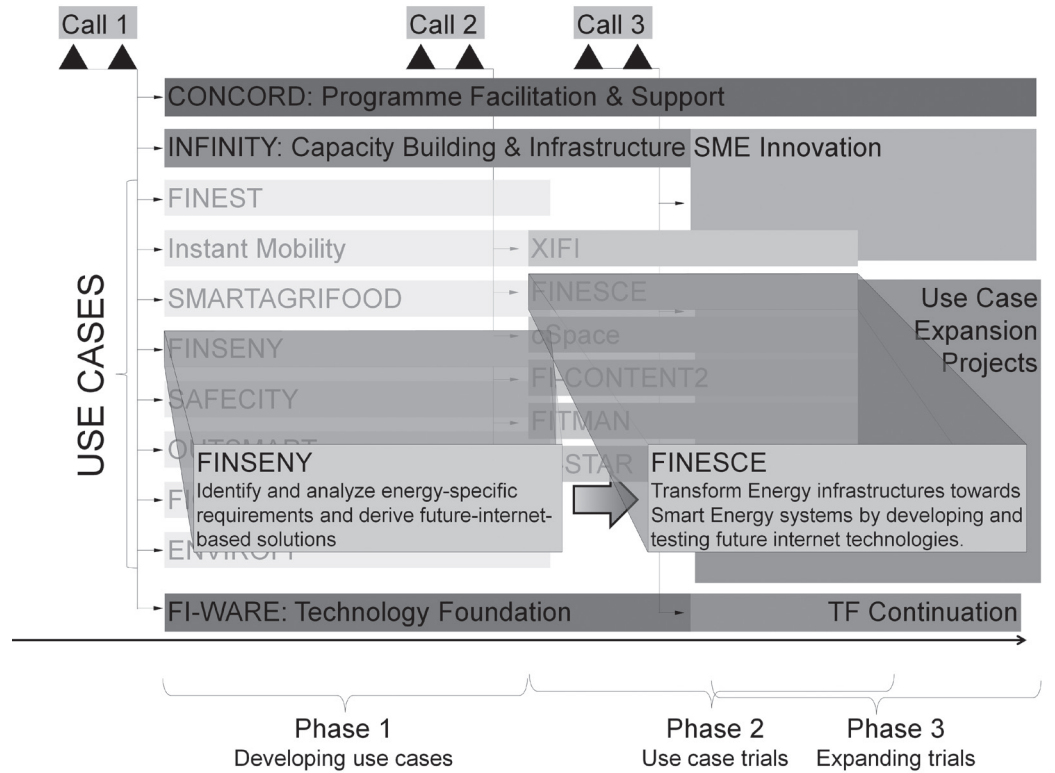 Call 1
Call 2
Call 3
CONCORD: Programme Facilitation & Support
INFINITY: Capacity Building & Infrastructure
SME Innovation
USE CASES
FINEST
Instant Mobility
XIFI
SMARTAGRIFOOD
FINESCE
Use Case
Expansion
Projects
FINSENY
cSpace
SAFECITY
FI-CONTENT2
FITMAN
OUTSMART
STAR
FINSENY
Identify and analyze energy-specific
requirements and derive future-internet-
based solutions
FINESCE
Transform Energy infrastructures towards
Smart Energy systems by developing and
testing future internet technologies.
FI-WARE: Technology Foundation
TF Continuation
Phase 1
Developing use cases
Phase 2
Use case trials
Phase 3
Expanding trials